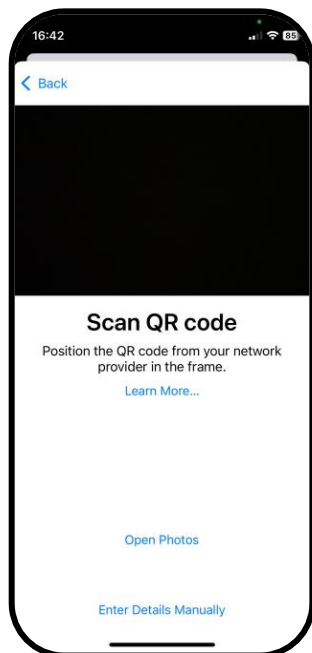 16:42
85
Back
Scan QR code
Position the QR code from your network
provider in the frame.
Learn More...
Open Photos
Enter Details Manually